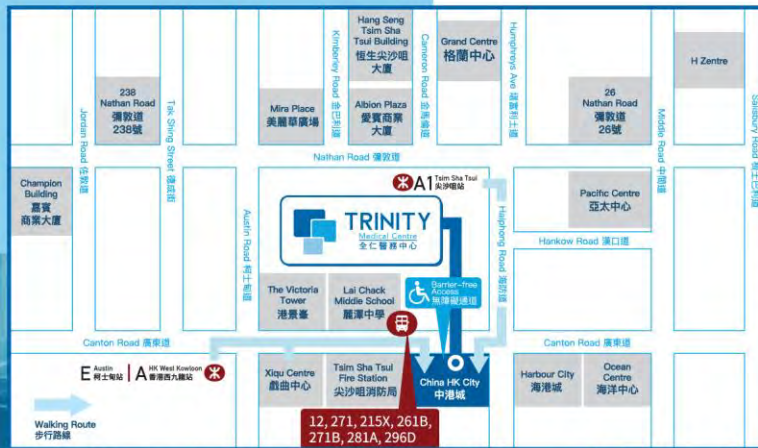 Hang Seng
Tsim Sha
Tsui Building
恆生尖沙咀
大廈
Grand Centre
格蘭中心
H Zentre
238
Nathan Road
彌敦道
238號
Mira Place
美麗華廣場
Albion Plaza
愛賓商業
大廈
26
Nathan Road
彌敦道
26號
Kimberley Road 金巴利道
Cameron Road 金馬倫道
Humphreys Ave 堪富利士道
Jordan Road 佐敦道
Tak Shing Street 德成街
Middle Road 中間道
Salisbury Road 梳士巴利道
Nathan Road 彌敦道
Champion
Building
嘉賓
商業大廈
A1 Tsim Sha Tsui
尖沙咀站
TRINITY
Medical Centre
全仁醫務中心
Pacific Centre
亞太中心
Austin Road 柯士甸道
Haiphong Road 海防道
Hankow Road 漢口道
The Victoria
Tower
港景峯
Lai Chack
Middle School
麗澤中學
Barrier-free
Access
無障礙通道
Canton Road 廣東道
Canton Road 廣東道
E Austin
柯士甸站
A HK West Kowloon
香港西九龍站
Xiqu Centre
戲曲中心
Tsim Sha Tsui
Fire Station
尖沙咀消防局
China HK City
中港城
Harbour City
海港城
Ocean
Centre
海洋中心
Walking Route
步行路線
12, 271, 215X, 261B,
271B, 281A, 296D